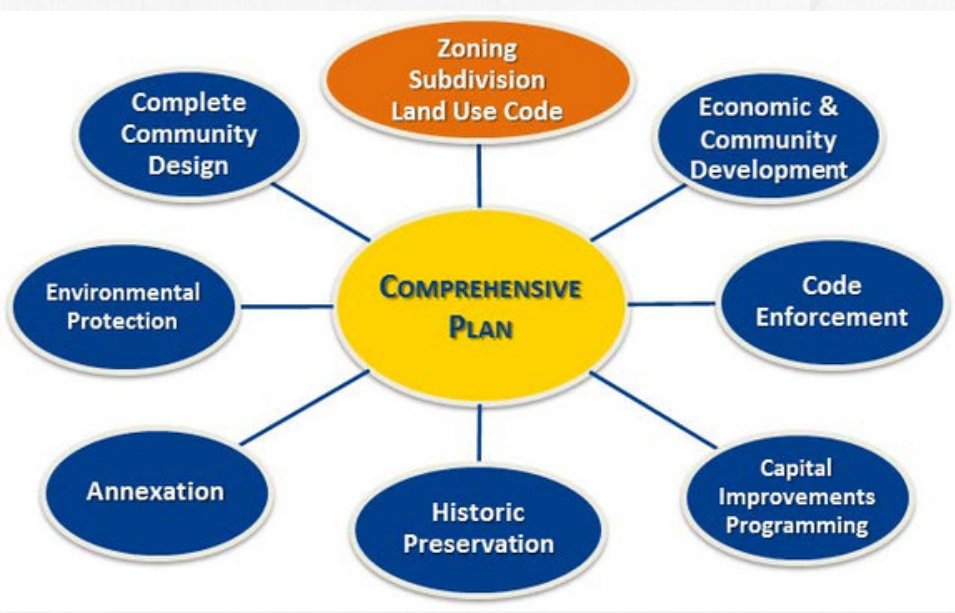 Zoning
Subdivision
Land Use Code
Complete
Community
Design
Economic &
Community
Development
Environmental
Protection
COMPREHENSIVE
PLAN
Code
Enforcement
Annexation
Historic
Preservation
Capital
Improvements
Programming